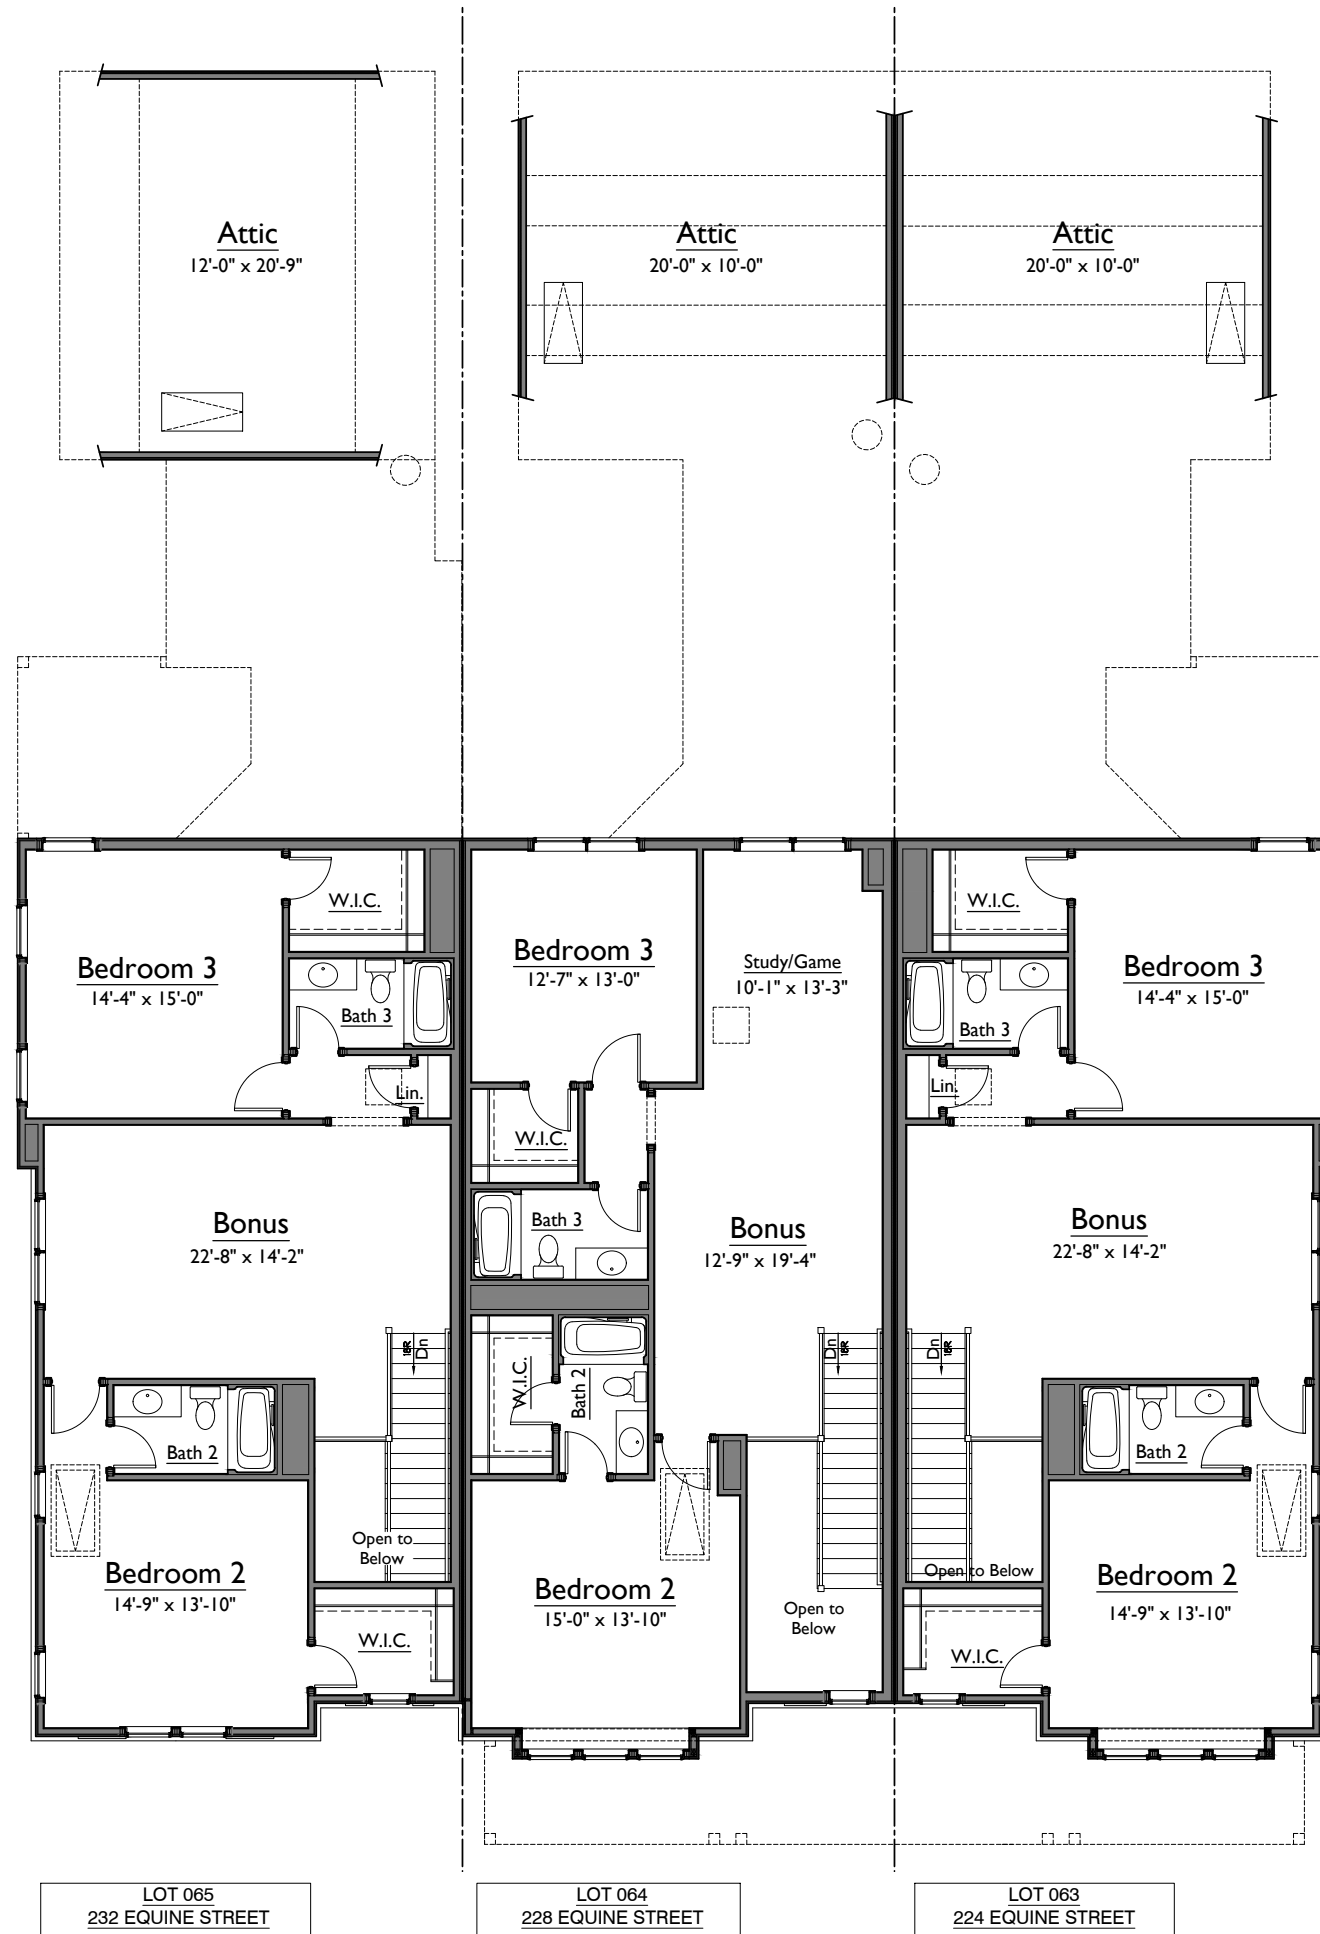 Attic
12'-0" x 20'-9"
Attic
20'-0" x 10'-0"
Attic
20'-0" x 10'-0"
W.I.C.
Bedroom 3
14'-4" x 15'-0"
Bath 3
Lin.
Bedroom 3
12'-7" x 13'-0"
Study/Game
10'-1" x 13'-3"
W.I.C.
Bath 3
W.I.C.
Bedroom 3
14'-4" x 15'-0"
Bath 3
Lin.
Bonus
22'-8" x 14'-2"
Bonus
12'-9" x 19'-4"
Bonus
22'-8" x 14'-2"
Dn
18R
W.I.C.
Bath 2
Dn
18R
Dn
18R
Bath 2
Bath 2
Open to
Below
Bedroom 2
14'-9" x 13'-10"
W.I.C.
Bedroom 2
15'-0" x 13'-10"
Open to
Below
Open to Below
Bedroom 2
14'-9" x 13'-10"
W.I.C.
LOT 065
232 EQUINE STREET
LOT 064
228 EQUINE STREET
LOT 063
224 EQUINE STREET